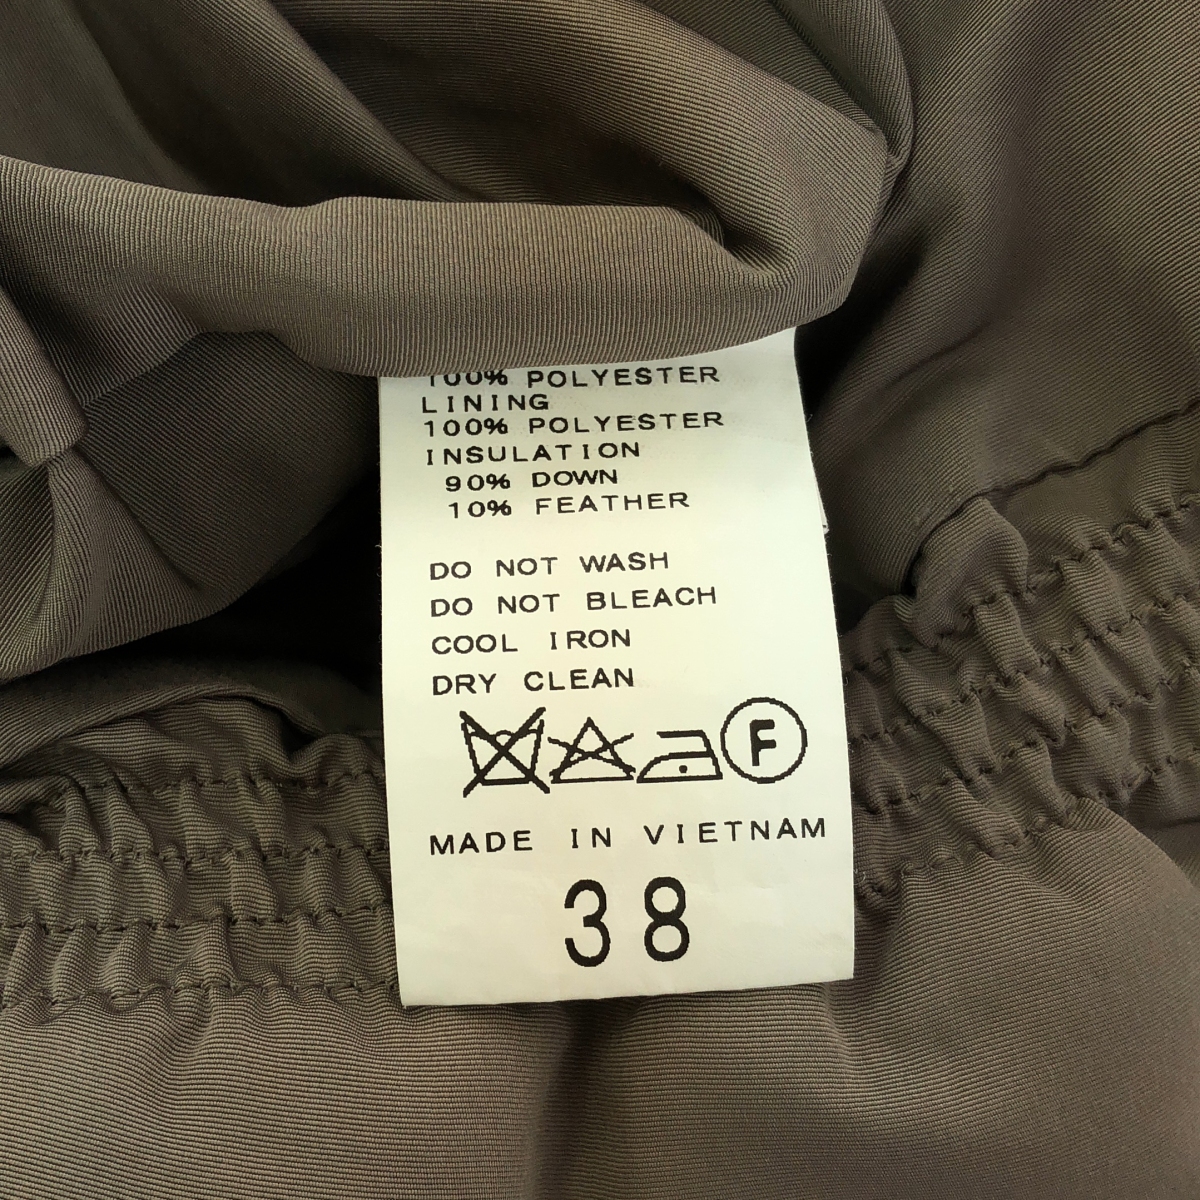 100% POLYESTER
LINING
100% POLYESTER
INSULATION
90% DOWN
10% FEATHER
DO NOT WASH
DO NOT BLEACH
COOL IRON
DRY CLEAN
F
MADE IN VIETNAM
38